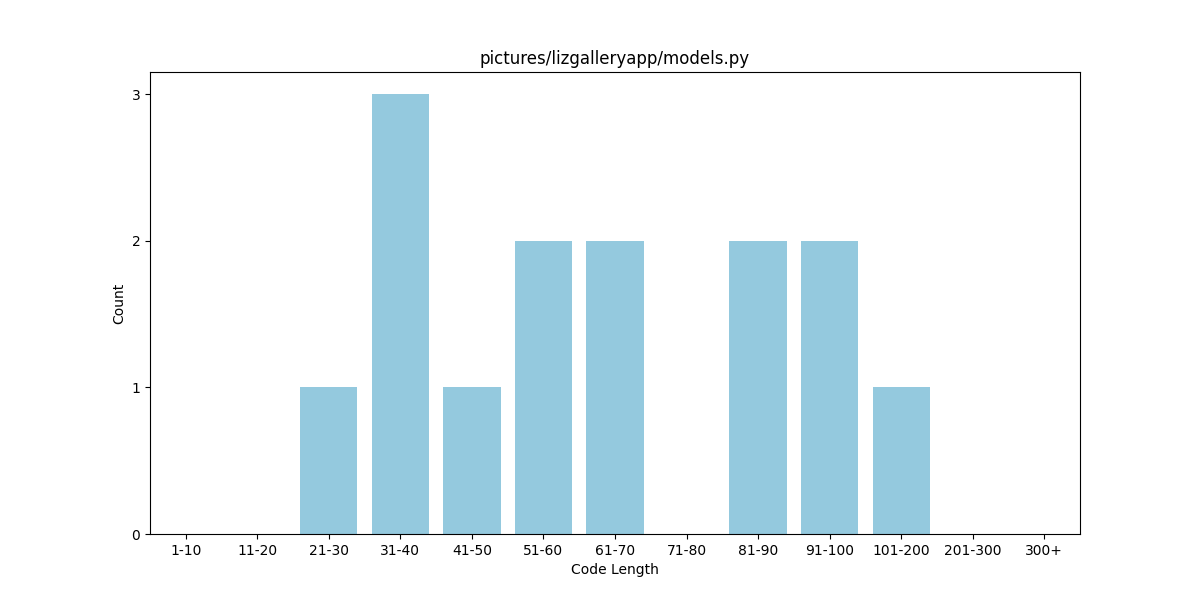 pictures/lizgalleryapp/models.py
3
2
1
0
Count
1-10 11-20 21-30 31-40 41-50 51-60 61-70 71-80 81-90 91-100 101-200 201-300 300+
Code Length